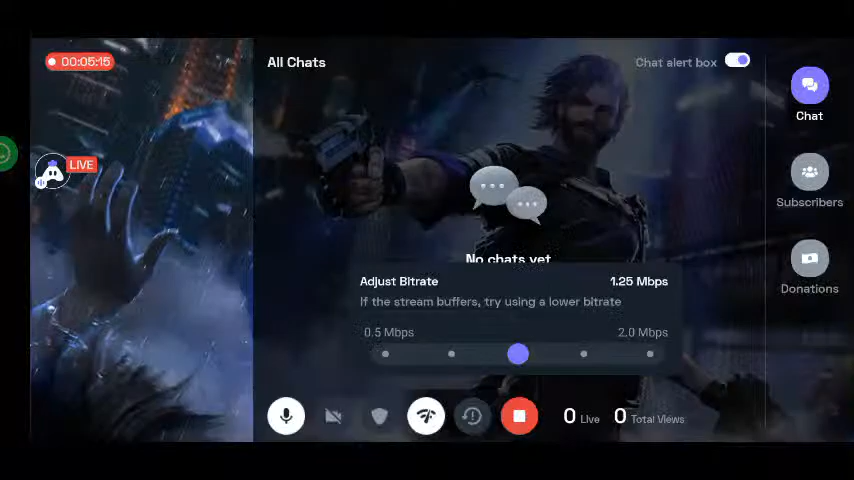 00:05:15
All Chats
Chat alert box
LIVE
Chat
Subscribers
No chats yet
Adjust Bitrate
1.25 Mbps
If the stream buffers, try using a lower bitrate
Donations
0.5 Mbps
2.0 Mbps
0 Live
0 Total Views